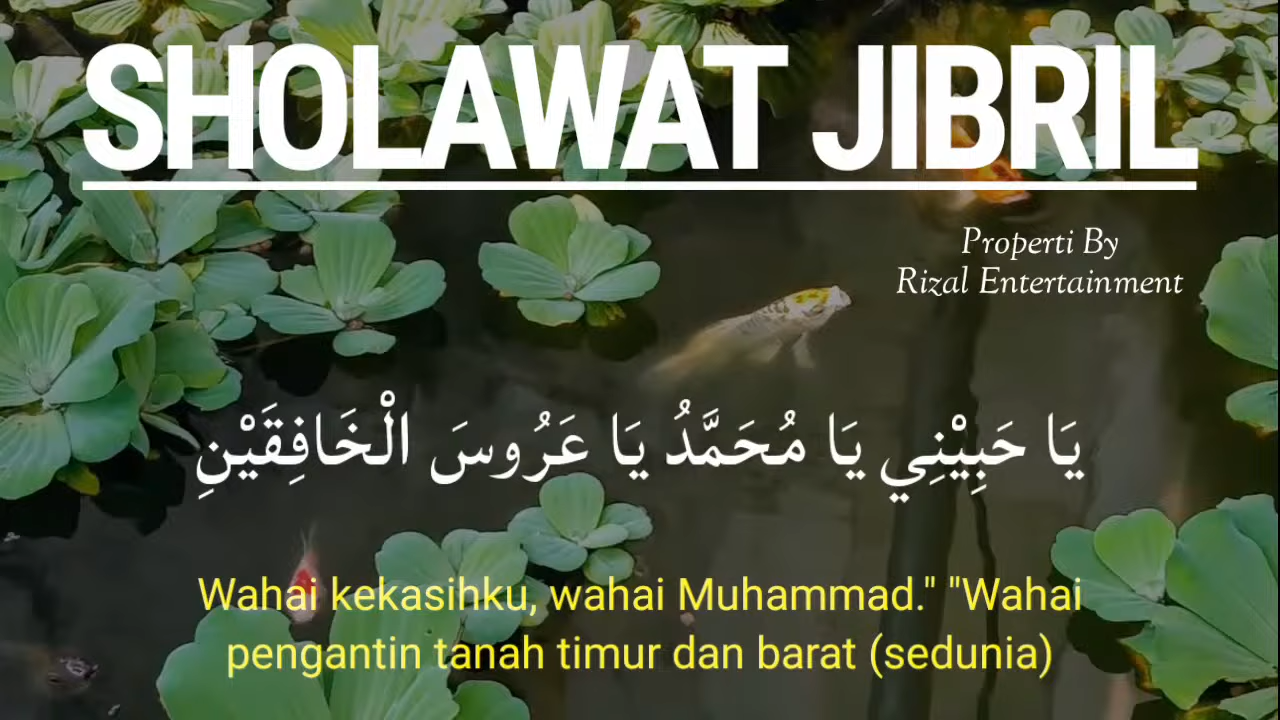 SHOLAWAT JIBRIL
Properti By
Rizal Entertainment
يَا حَبِيْنِي يَا مُحَمَّدُ يَا عَرُوسَ الْخَافِقَيْنِ
Wahai kekasihku, wahai Muhammad." "Wahai
pengantin tanah timur dan barat (sedunia)